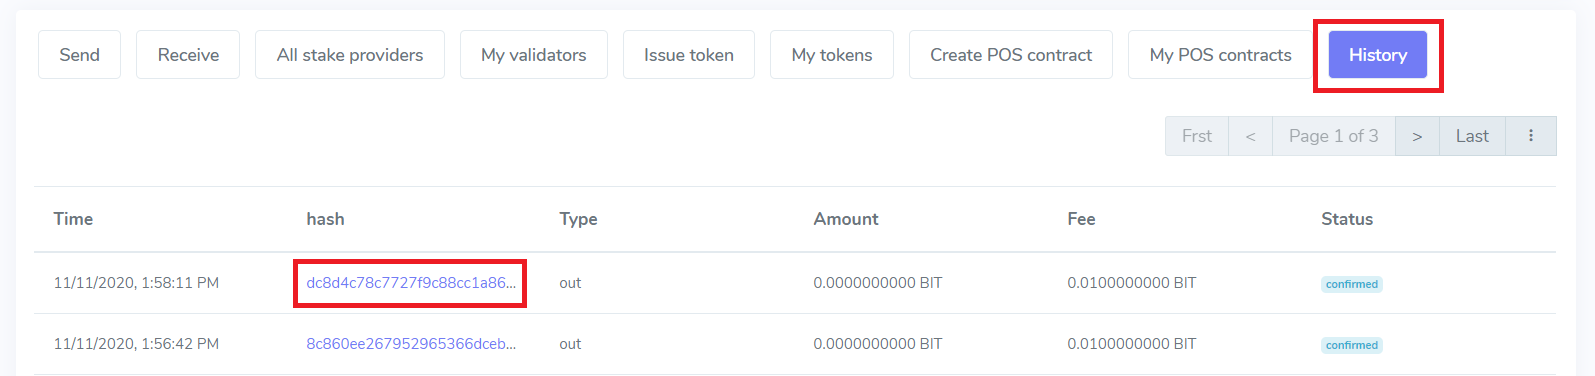 Send Receive All stake providers My validators Issue token My tokens Create POS contract My POS contracts History
Frst < Page 1 of 3 > Last ⋮
Time hash Type Amount Fee Status
11/11/2020, 1:58:11 PM dc8d4c78c7727f9c88cc1a86... out 0.0000000000 BIT 0.0100000000 BIT confirmed
11/11/2020, 1:56:42 PM 8c860ee267952965366dceb... out 0.0000000000 BIT 0.0100000000 BIT confirmed